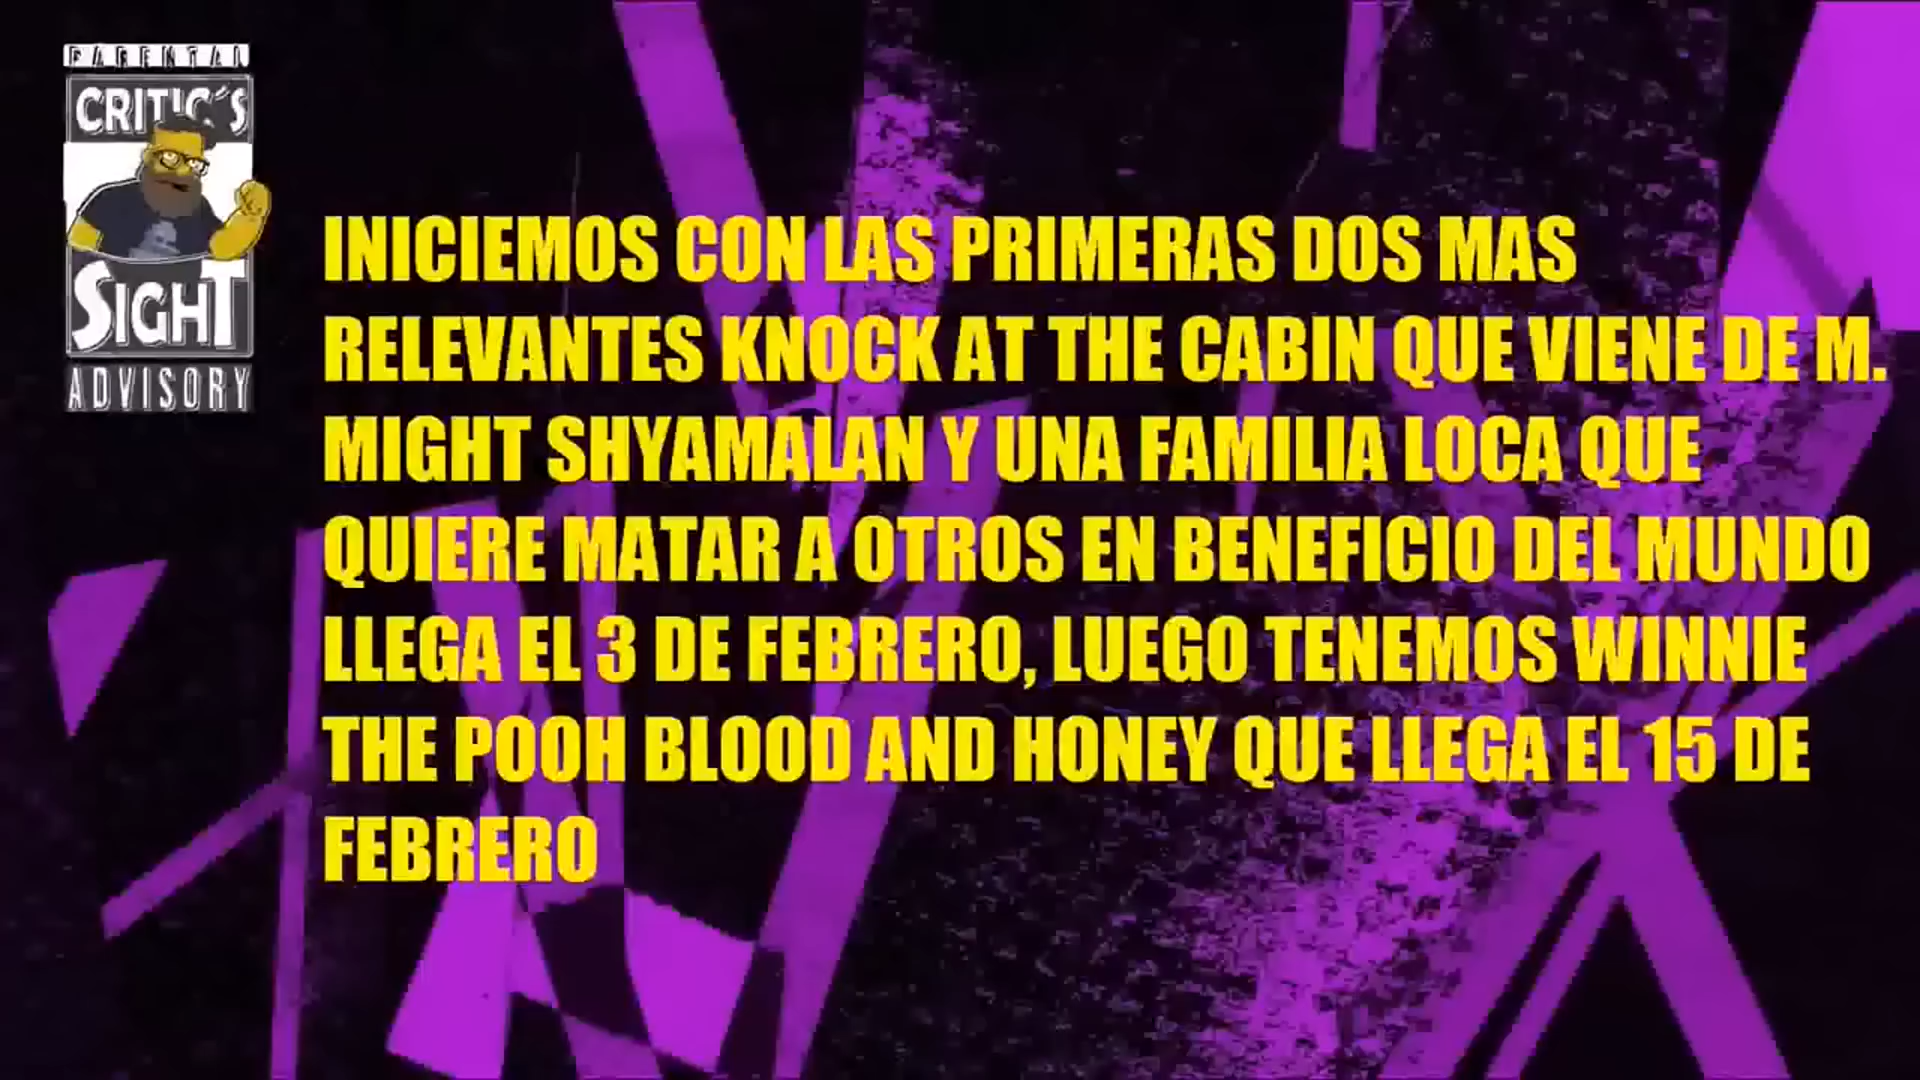 PARENTAL
CRITIC´S
SIGHT
ADVISORY
INICIEMOS CON LAS PRIMERAS DOS MAS
RELEVANTES KNOCK AT THE CABIN QUE VIENE DE M.
MIGHT SHYAMALAN Y UNA FAMILIA LOCA QUE
QUIERE MATAR A OTROS EN BENEFICIO DEL MUNDO
LLEGA EL 3 DE FEBRERO, LUEGO TENEMOS WINNIE
THE POOH BLOOD AND HONEY QUE LLEGA EL 15 DE
FEBRERO